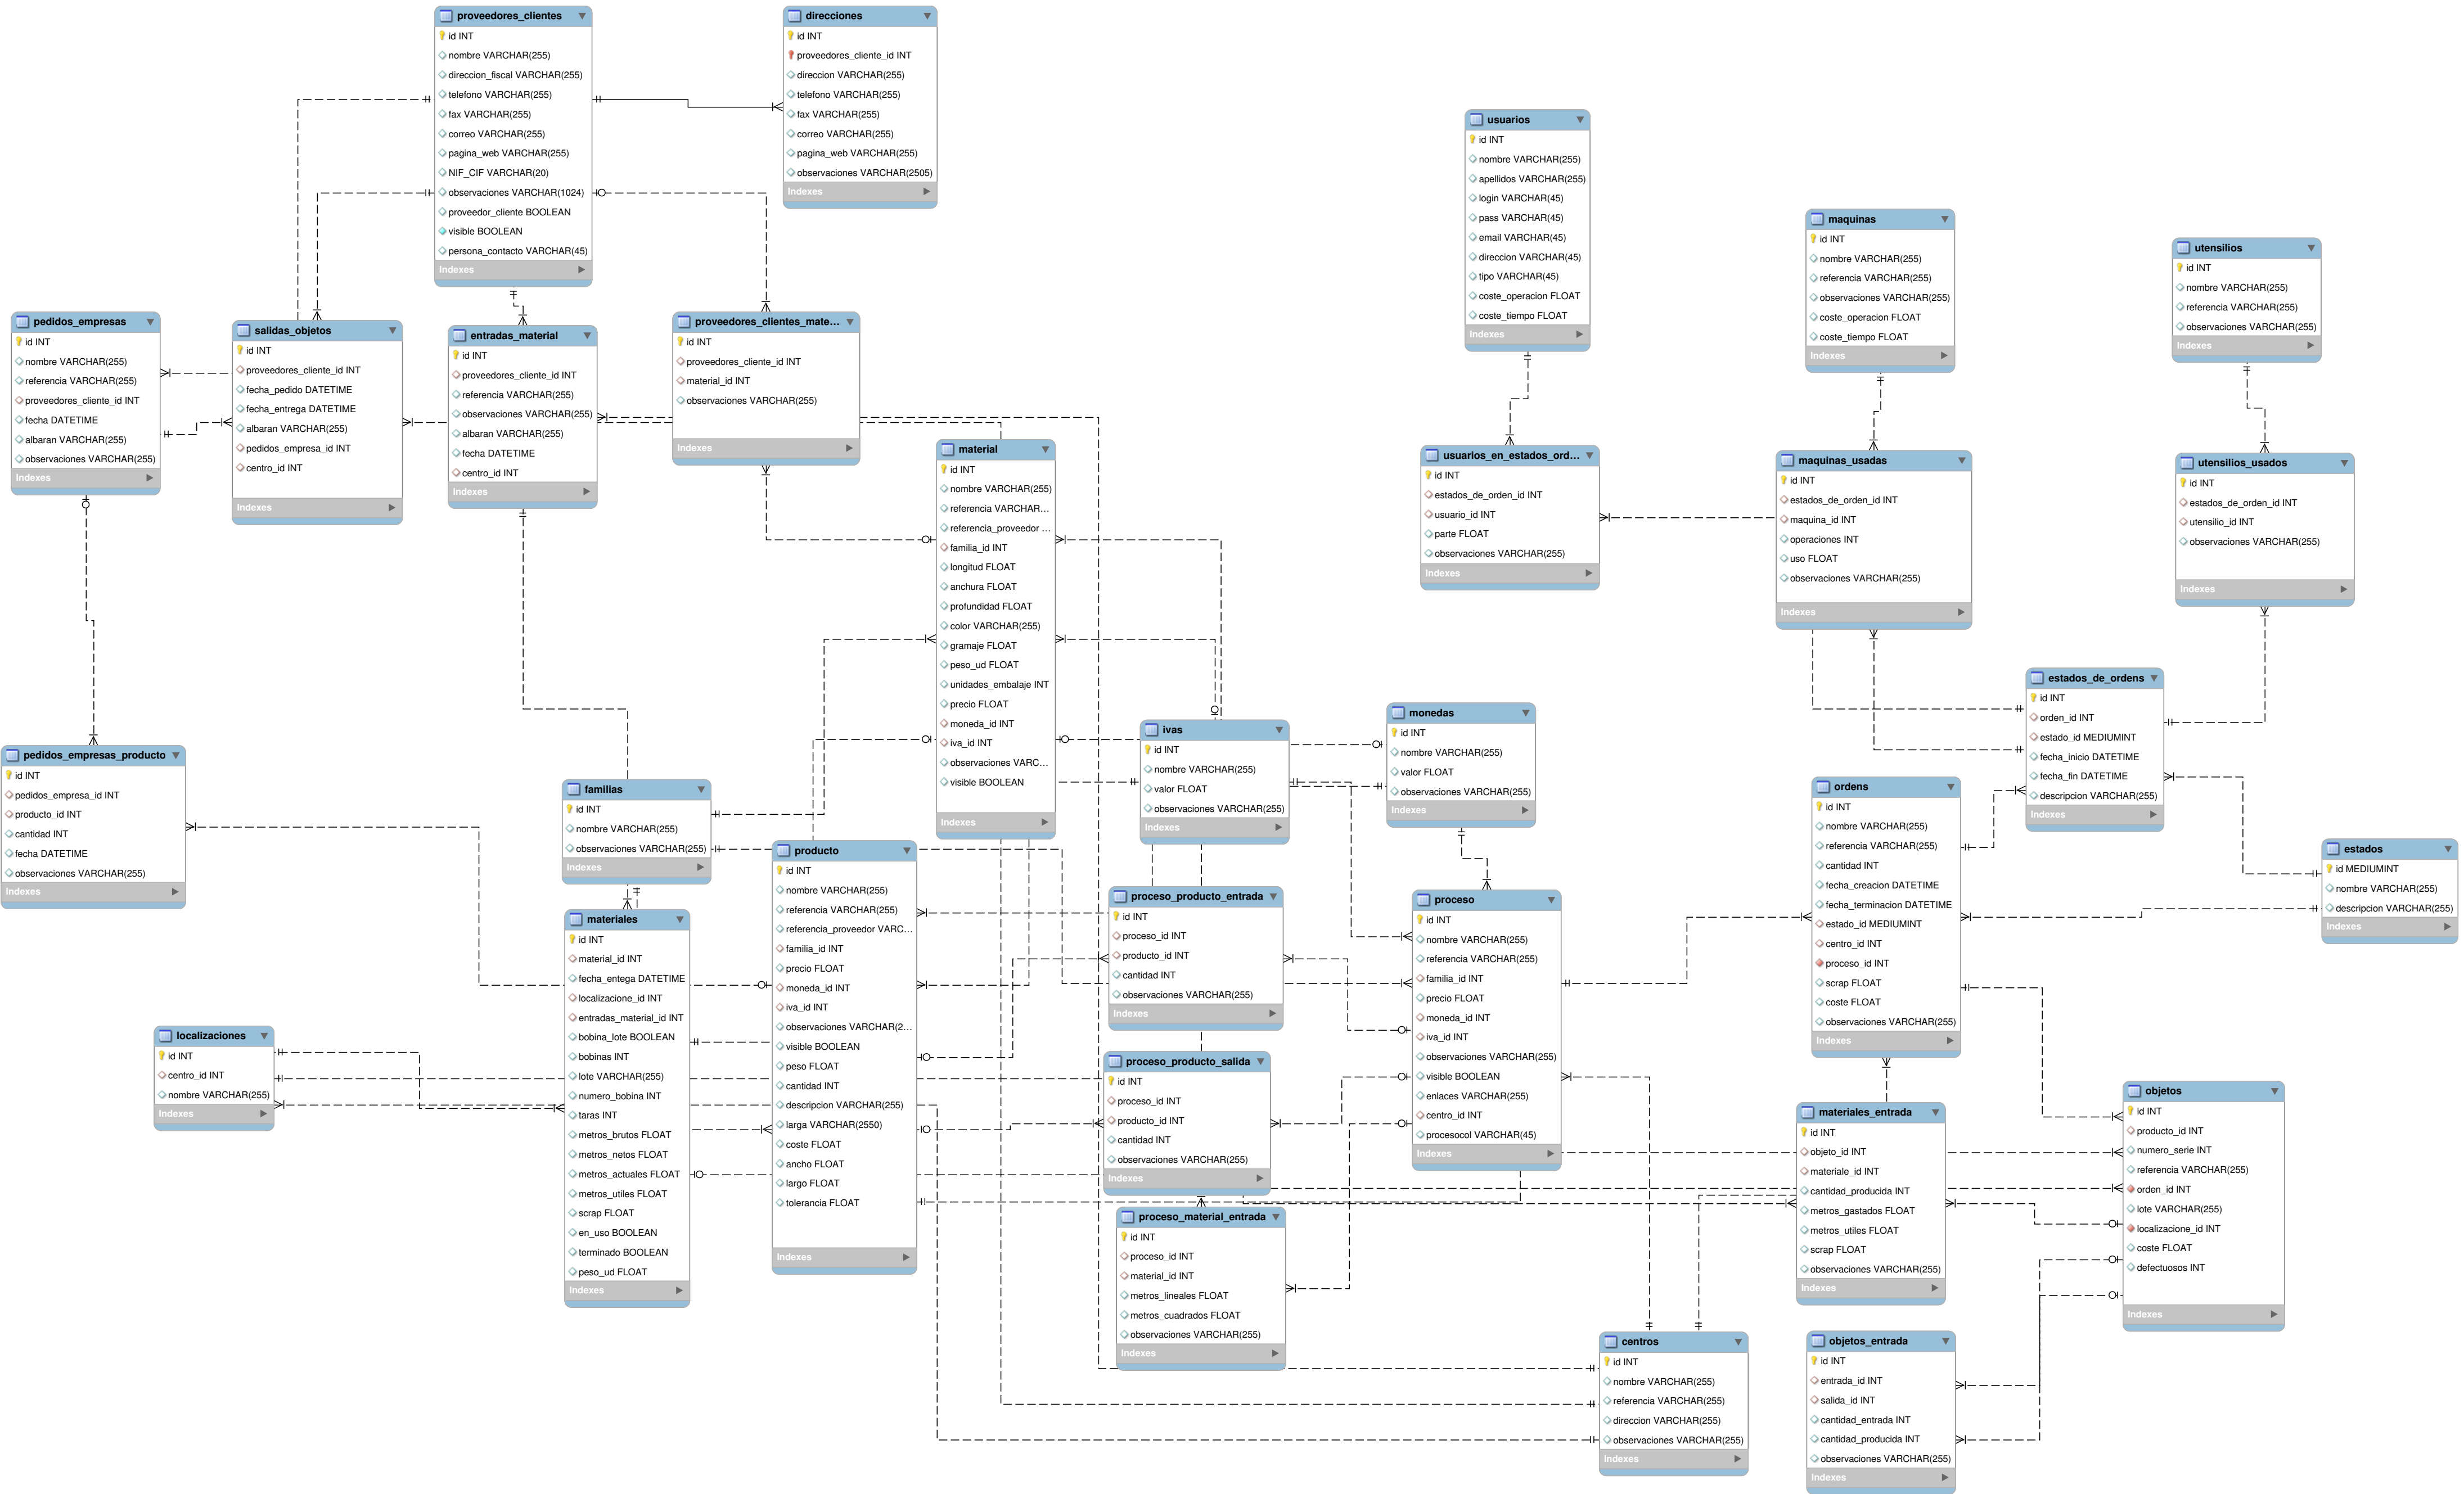 proveedores_clientes
id INT
nombre VARCHAR(255)
direccion_fiscal VARCHAR(255)
telefono VARCHAR(255)
fax VARCHAR(255)
correo VARCHAR(255)
pagina_web VARCHAR(255)
NIF_CIF VARCHAR(20)
observaciones VARCHAR(1024)
proveedor_cliente BOOLEAN
visible BOOLEAN
persona_contacto VARCHAR(45)
Indexes
direcciones
id INT
proveedores_cliente_id INT
direccion VARCHAR(255)
telefono VARCHAR(255)
fax VARCHAR(255)
correo VARCHAR(255)
pagina_web VARCHAR(255)
observaciones VARCHAR(2505)
Indexes
usuarios
id INT
nombre VARCHAR(255)
apellidos VARCHAR(255)
login VARCHAR(45)
pass VARCHAR(45)
email VARCHAR(45)
direccion VARCHAR(45)
tipo VARCHAR(45)
coste_operacion FLOAT
coste_tiempo FLOAT
Indexes
maquinas
id INT
nombre VARCHAR(255)
referencia VARCHAR(255)
observaciones VARCHAR(255)
coste_operacion FLOAT
coste_tiempo FLOAT
Indexes
utensilios
id INT
nombre VARCHAR(255)
referencia VARCHAR(255)
observaciones VARCHAR(255)
Indexes
pedidos_empresas
id INT
nombre VARCHAR(255)
referencia VARCHAR(255)
proveedores_cliente_id INT
fecha DATETIME
albaran VARCHAR(255)
observaciones VARCHAR(255)
Indexes
salidas_objetos
id INT
proveedores_cliente_id INT
fecha_pedido DATETIME
fecha_entrega DATETIME
albaran VARCHAR(255)
pedidos_empresa_id INT
centro_id INT
Indexes
entradas_material
id INT
proveedores_cliente_id INT
referencia VARCHAR(255)
observaciones VARCHAR(255)
albaran VARCHAR(255)
fecha DATETIME
centro_id INT
Indexes
proveedores_clientes_mate...
id INT
proveedores_cliente_id INT
material_id INT
observaciones VARCHAR(255)
Indexes
material
id INT
nombre VARCHAR(255)
referencia VARCHAR...
referencia_proveedor ...
familia_id INT
longitud FLOAT
anchura FLOAT
profundidad FLOAT
color VARCHAR(255)
gramaje FLOAT
peso_ud FLOAT
unidades_embalaje INT
precio FLOAT
moneda_id INT
iva_id INT
observaciones VARC...
visible BOOLEAN
Indexes
usuarios_en_estados_ord...
id INT
estados_de_orden_id INT
usuario_id INT
parte FLOAT
observaciones VARCHAR(255)
Indexes
maquinas_usadas
id INT
estados_de_orden_id INT
maquina_id INT
operaciones INT
uso FLOAT
observaciones VARCHAR(255)
Indexes
utensilios_usados
id INT
estados_de_orden_id INT
utensilio_id INT
observaciones VARCHAR(255)
Indexes
estados_de_ordens
id INT
orden_id INT
estado_id MEDIUMINT
fecha_inicio DATETIME
fecha_fin DATETIME
descripcion VARCHAR(255)
Indexes
pedidos_empresas_producto
id INT
pedidos_empresa_id INT
producto_id INT
cantidad INT
fecha DATETIME
observaciones VARCHAR(255)
Indexes
familias
id INT
nombre VARCHAR(255)
observaciones VARCHAR(255)
Indexes
ivas
id INT
nombre VARCHAR(255)
valor FLOAT
observaciones VARCHAR(255)
Indexes
monedas
id INT
nombre VARCHAR(255)
valor FLOAT
observaciones VARCHAR(255)
Indexes
ordens
id INT
nombre VARCHAR(255)
referencia VARCHAR(255)
cantidad INT
fecha_creacion DATETIME
fecha_terminacion DATETIME
estado_id MEDIUMINT
centro_id INT
proceso_id INT
scrap FLOAT
coste FLOAT
observaciones VARCHAR(255)
Indexes
estados
id MEDIUMINT
nombre VARCHAR(255)
descripcion VARCHAR(255)
Indexes
materiales
id INT
material_id INT
fecha_entega DATETIME
localizacione_id INT
entradas_material_id INT
bobina_lote BOOLEAN
bobinas INT
lote VARCHAR(255)
numero_bobina INT
taras INT
metros_brutos FLOAT
metros_netos FLOAT
metros_actuales FLOAT
metros_utiles FLOAT
scrap FLOAT
en_uso BOOLEAN
terminado BOOLEAN
peso_ud FLOAT
Indexes
producto
id INT
nombre VARCHAR(255)
referencia VARCHAR(255)
referencia_proveedor VARC...
familia_id INT
precio FLOAT
moneda_id INT
iva_id INT
observaciones VARCHAR(2...
visible BOOLEAN
peso FLOAT
cantidad INT
descripcion VARCHAR(255)
larga VARCHAR(2550)
coste FLOAT
ancho FLOAT
largo FLOAT
tolerancia FLOAT
Indexes
proceso_producto_entrada
id INT
proceso_id INT
producto_id INT
cantidad INT
observaciones VARCHAR(255)
Indexes
proceso
id INT
nombre VARCHAR(255)
referencia VARCHAR(255)
familia_id INT
precio FLOAT
moneda_id INT
iva_id INT
observaciones VARCHAR(255)
visible BOOLEAN
enlaces VARCHAR(255)
centro_id INT
procesocol VARCHAR(45)
Indexes
localizaciones
id INT
centro_id INT
nombre VARCHAR(255)
Indexes
proceso_producto_salida
id INT
proceso_id INT
producto_id INT
cantidad INT
observaciones VARCHAR(255)
Indexes
materiales_entrada
id INT
objeto_id INT
materiale_id INT
cantidad_producida INT
metros_gastados FLOAT
metros_utiles FLOAT
scrap FLOAT
observaciones VARCHAR(255)
Indexes
objetos
id INT
producto_id INT
numero_serie INT
referencia VARCHAR(255)
orden_id INT
lote VARCHAR(255)
localizacione_id INT
coste FLOAT
defectuosos INT
Indexes
proceso_material_entrada
id INT
proceso_id INT
material_id INT
metros_lineales FLOAT
metros_cuadrados FLOAT
observaciones VARCHAR(255)
Indexes
centros
id INT
nombre VARCHAR(255)
referencia VARCHAR(255)
direccion VARCHAR(255)
observaciones VARCHAR(255)
Indexes
objetos_entrada
id INT
entrada_id INT
salida_id INT
cantidad_entrada INT
cantidad_producida INT
observaciones VARCHAR(255)
Indexes